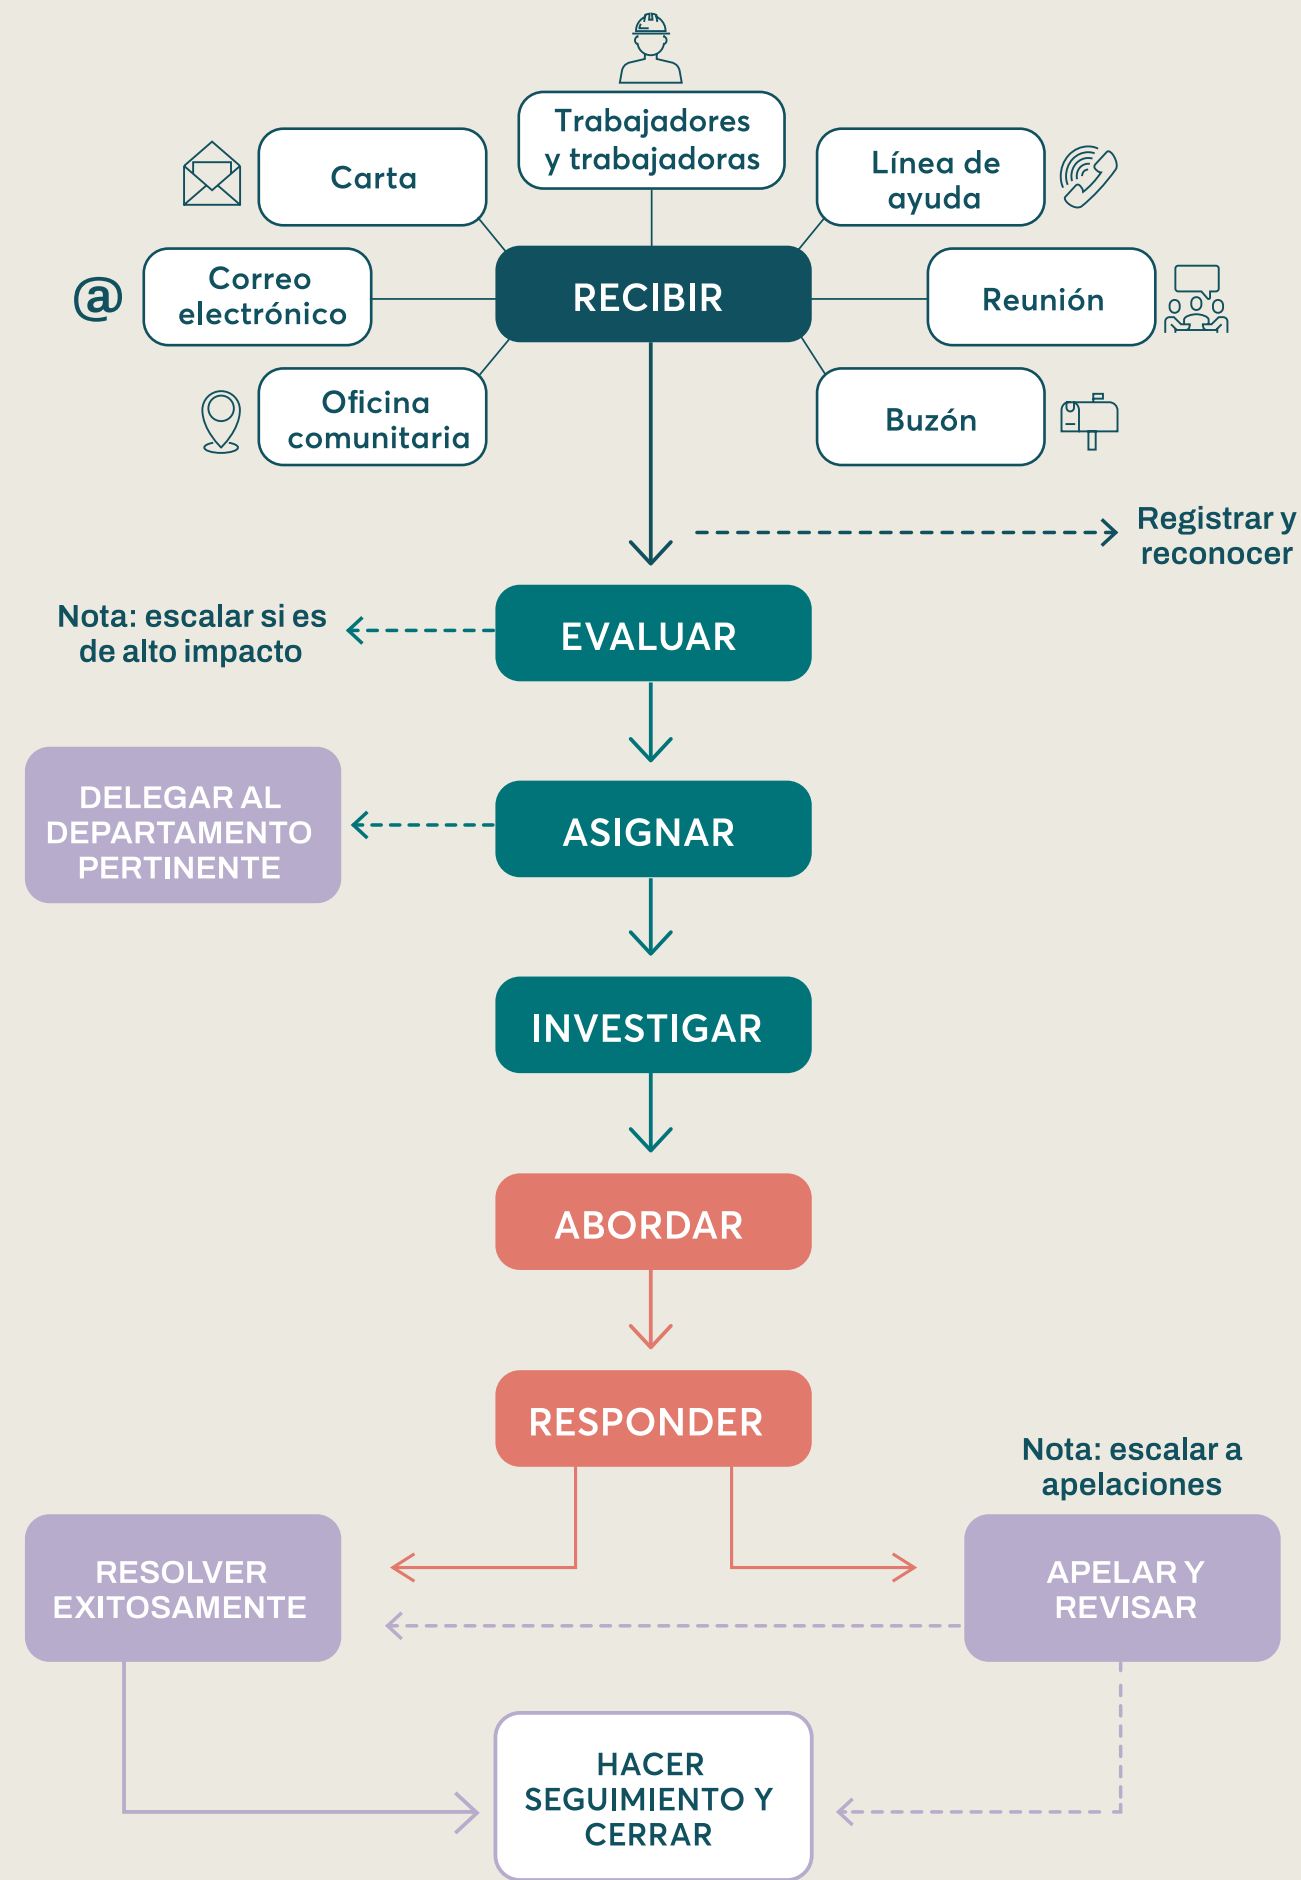 Trabajadores
y trabajadoras
Carta
Línea de
ayuda
@
Correo
electrónico
RECIBIR
Reunión
Oficina
comunitaria
Buzón
Registrar y
reconocer
Nota: escalar si es
de alto impacto
EVALUAR
DELEGAR AL
DEPARTAMENTO
PERTINENTE
ASIGNAR
INVESTIGAR
ABORDAR
RESPONDER
Nota: escalar a
apelaciones
RESOLVER
EXITOSAMENTE
APELAR Y
REVISAR
HACER
SEGUIMIENTO Y
CERRAR